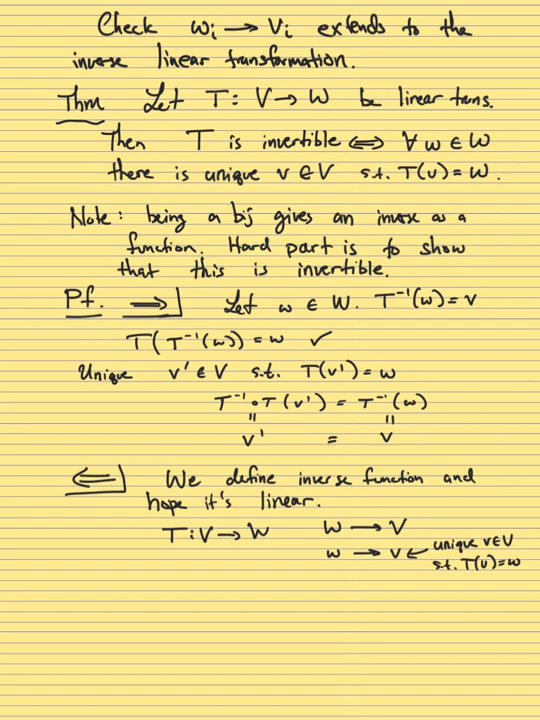 Check wᵢ → Vᵢ extends to the
inverse linear transformation.
Thm Let T: V → W be linear trans.
Then T is invertible ⟺ ∀ w ∈ W
there is unique v ∈ V s.t. T(v) = w.
Note: being a bij gives an inverse as a
function. Hard part is to show
that this is invertible.
Pf. ⟹ Let w ∈ W. T⁻¹(w) = v
T(T⁻¹(w)) = w ✓
Unique v' ∈ V s.t. T(v') = w
T⁻¹∘T(v') = T⁻¹(w)
" "
v' = v
⟸ We define inverse function and
hope it's linear.
T: V → W W → V
w → v ← unique v∈V
s.t. T(v)=w